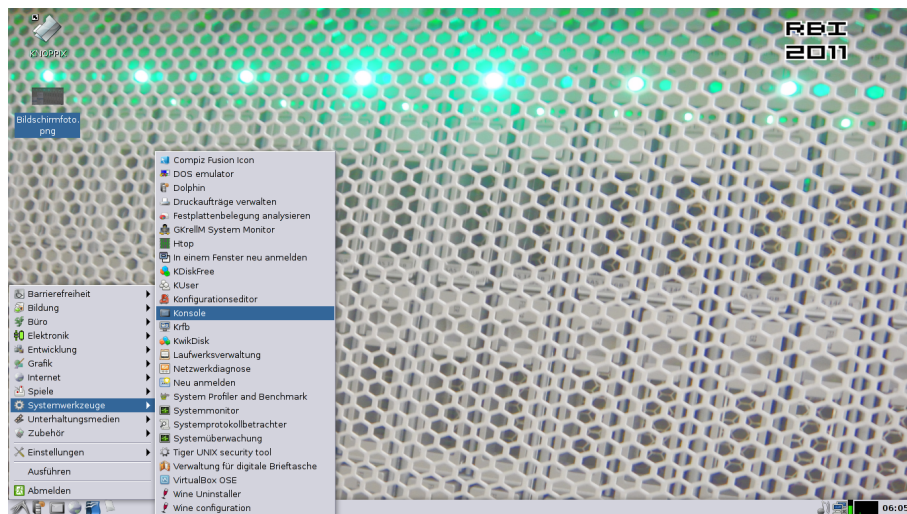 KNOPPIX
RBI
2011
Bildschirmfoto.
png
Compiz Fusion Icon
DOS emulator
Dolphin
Druckaufträge verwalten
Festplattenbelegung analysieren
GKrellM System Monitor
Htop
In einem Fenster neu anmelden
KDiskFree
KUser
Konfigurationseditor
Konsole
Krfb
KwikDisk
Laufwerksverwaltung
Netzwerkdiagnose
Neu anmelden
System Profiler and Benchmark
Systemmonitor
Systemprotokollbetrachter
Systemüberwachung
Tiger UNIX security tool
Verwaltung für digitale Brieftasche
VirtualBox OSE
Wine Uninstaller
Wine configuration
Barrierefreiheit
Bildung
Büro
Elektronik
Entwicklung
Grafik
Internet
Spiele
Systemwerkzeuge
Unterhaltungsmedien
Zubehör
Einstellungen
Ausführen
Abmelden
06:05